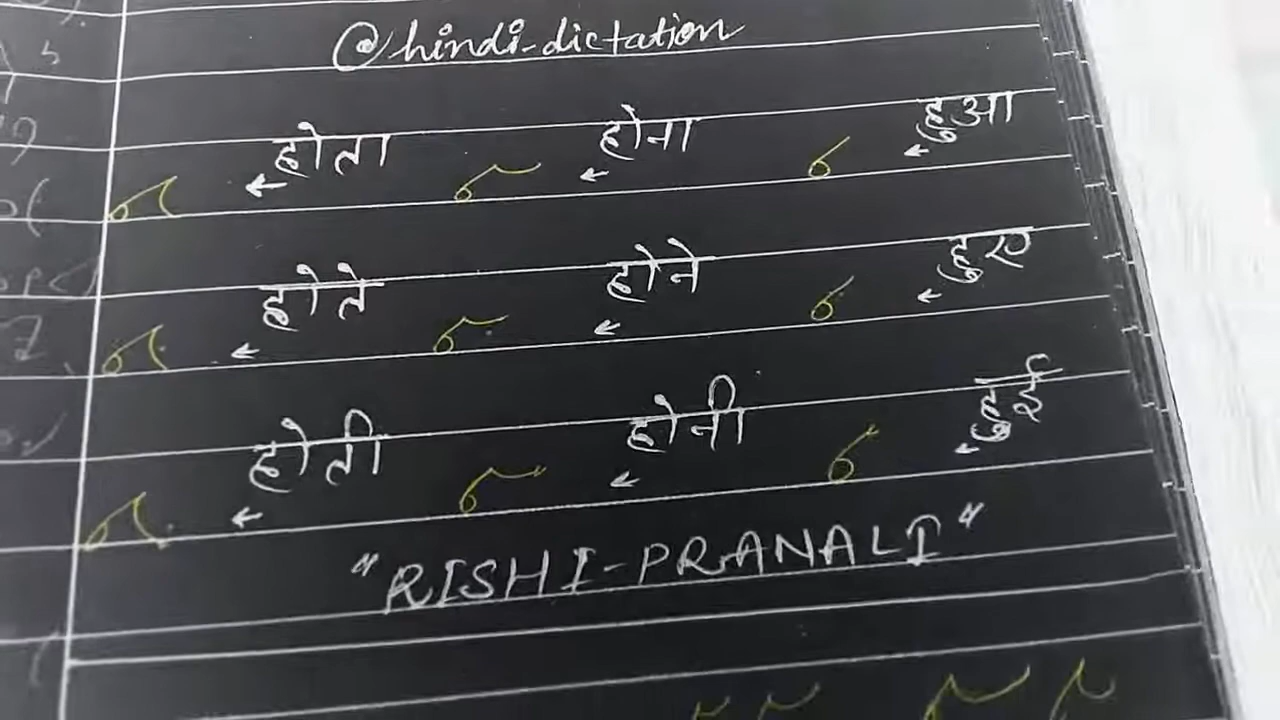 @hindi-dictation
होता होना हुआ
होते होने हुए
होती होनी हुई
"RISHI-PRANALI"